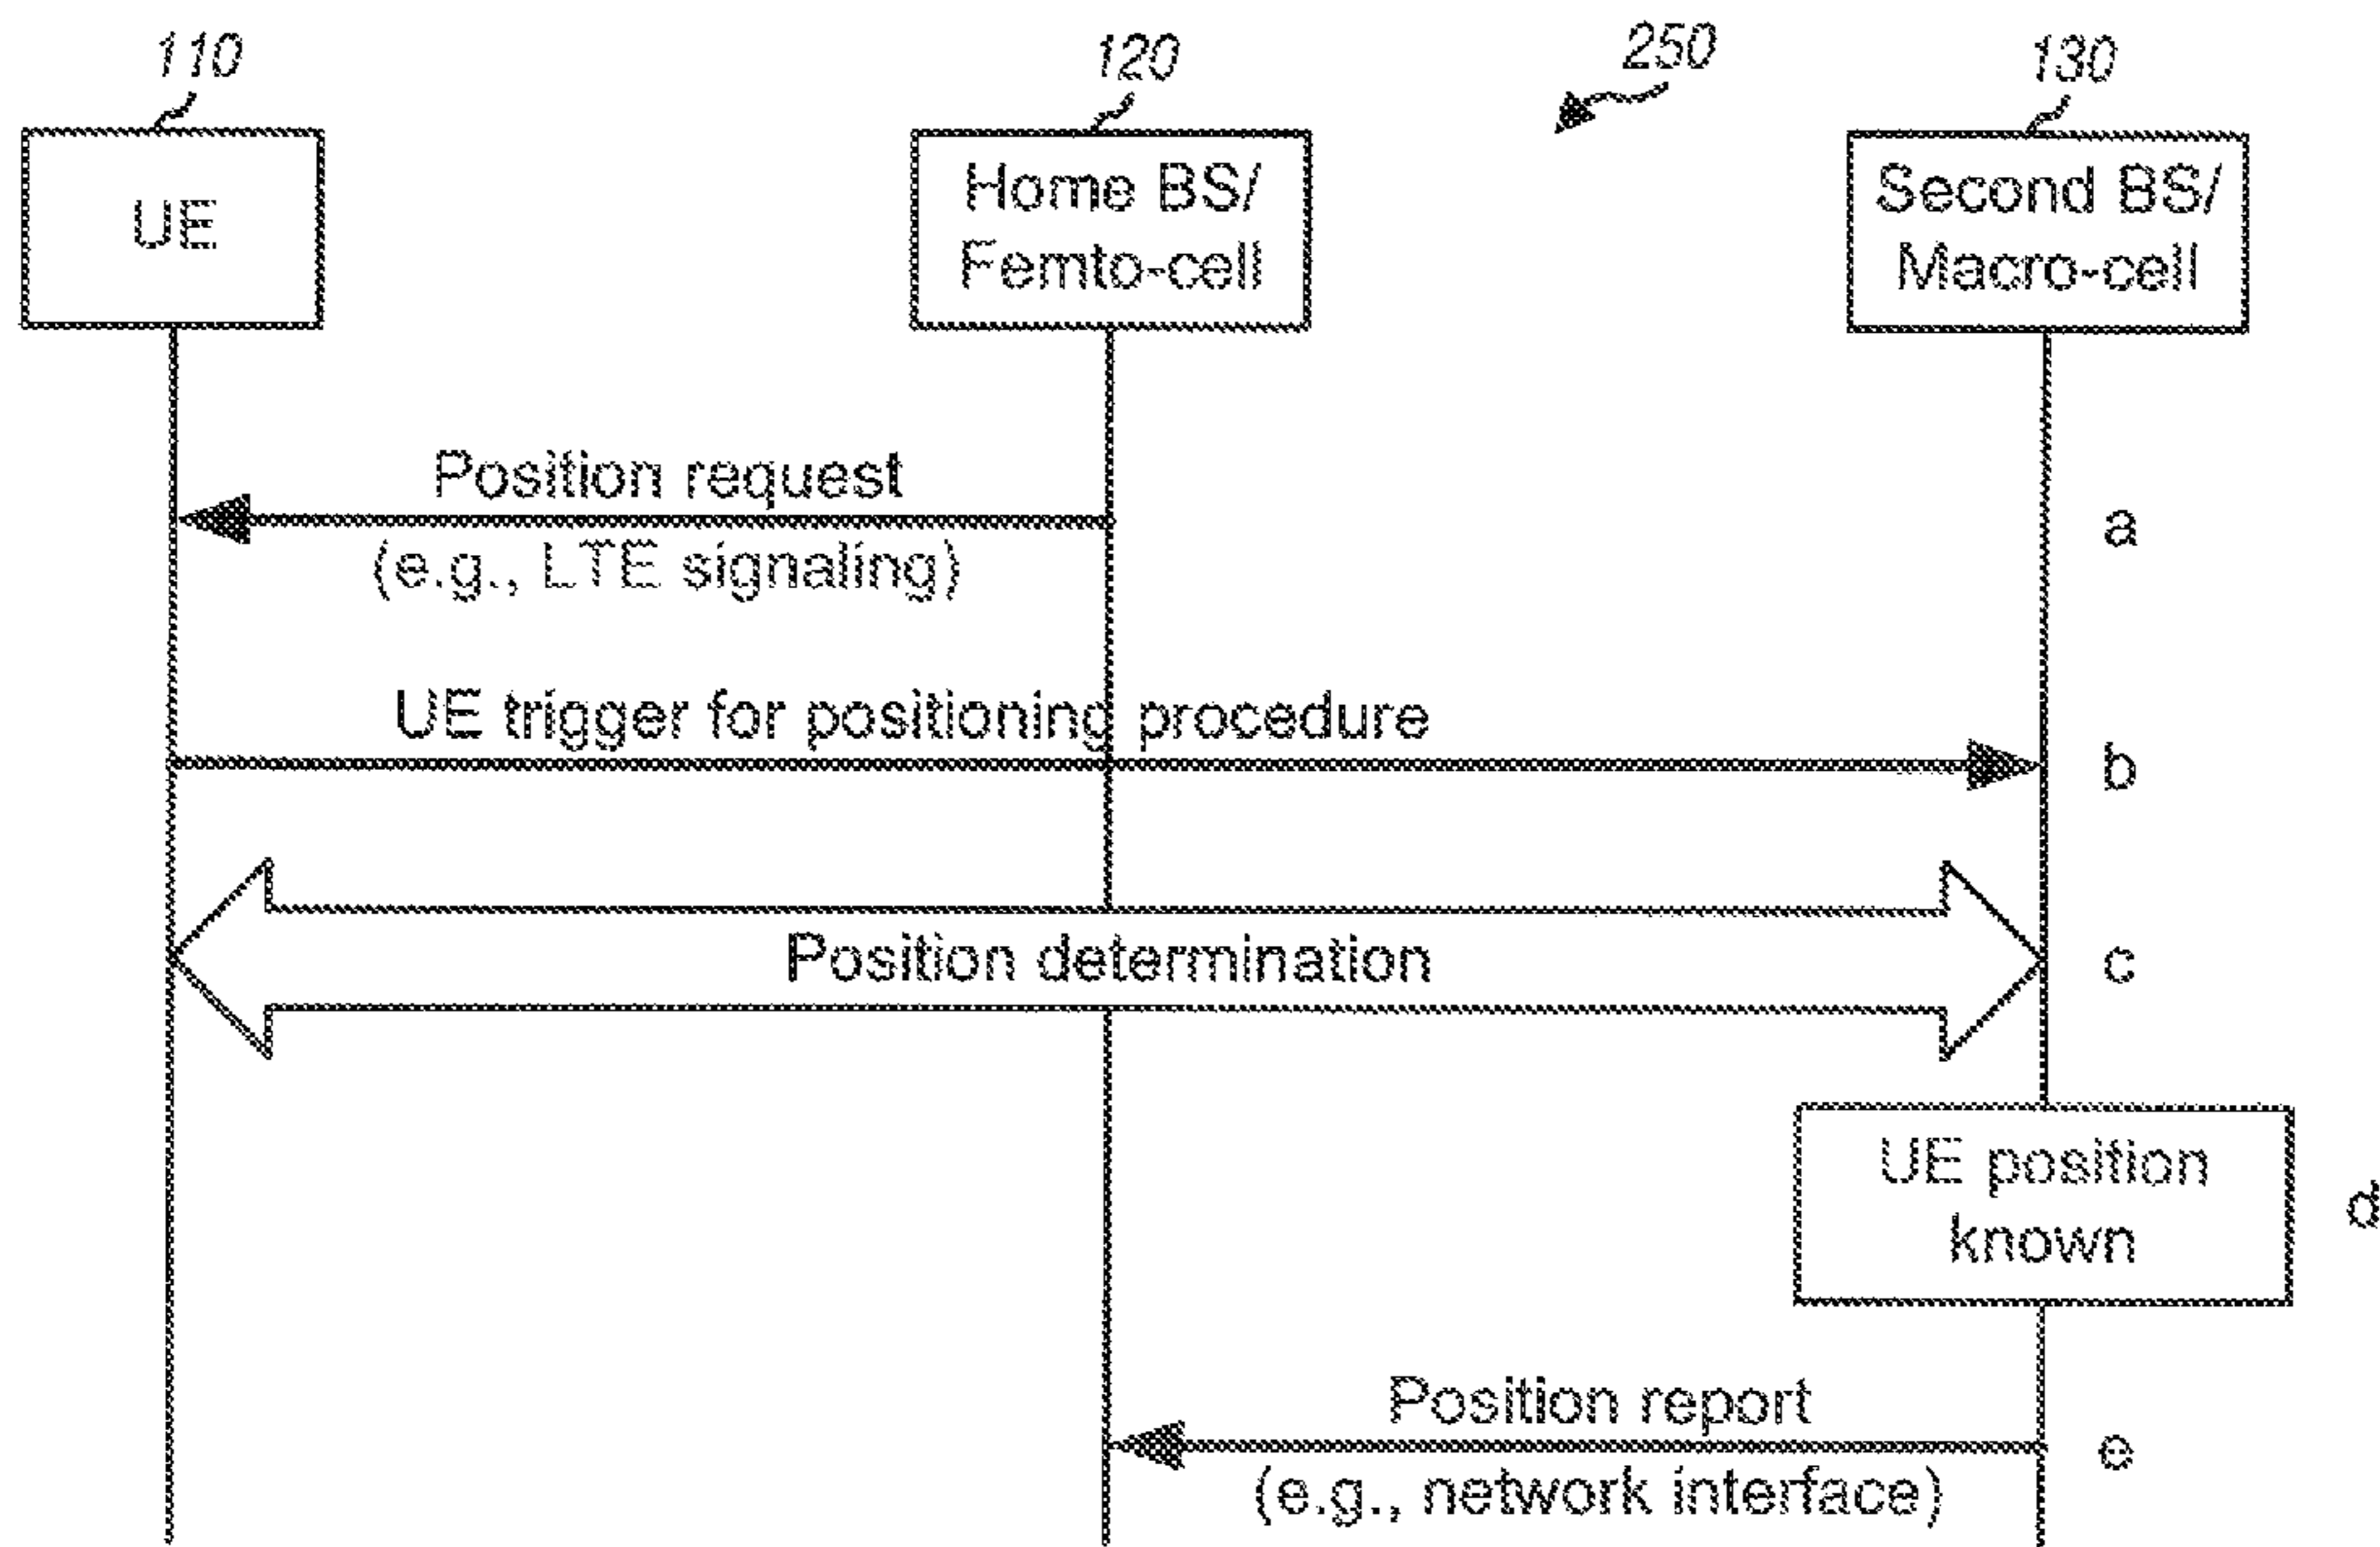 110
120
250
130
UE
Home BS/
Femto-cell
Second BS/
Macro-cell
Position request
(e.g., LTE signaling)
a
UE trigger for positioning procedure
b
Position determination
c
UE position
known
d
Position report
(e.g., network interface)
e